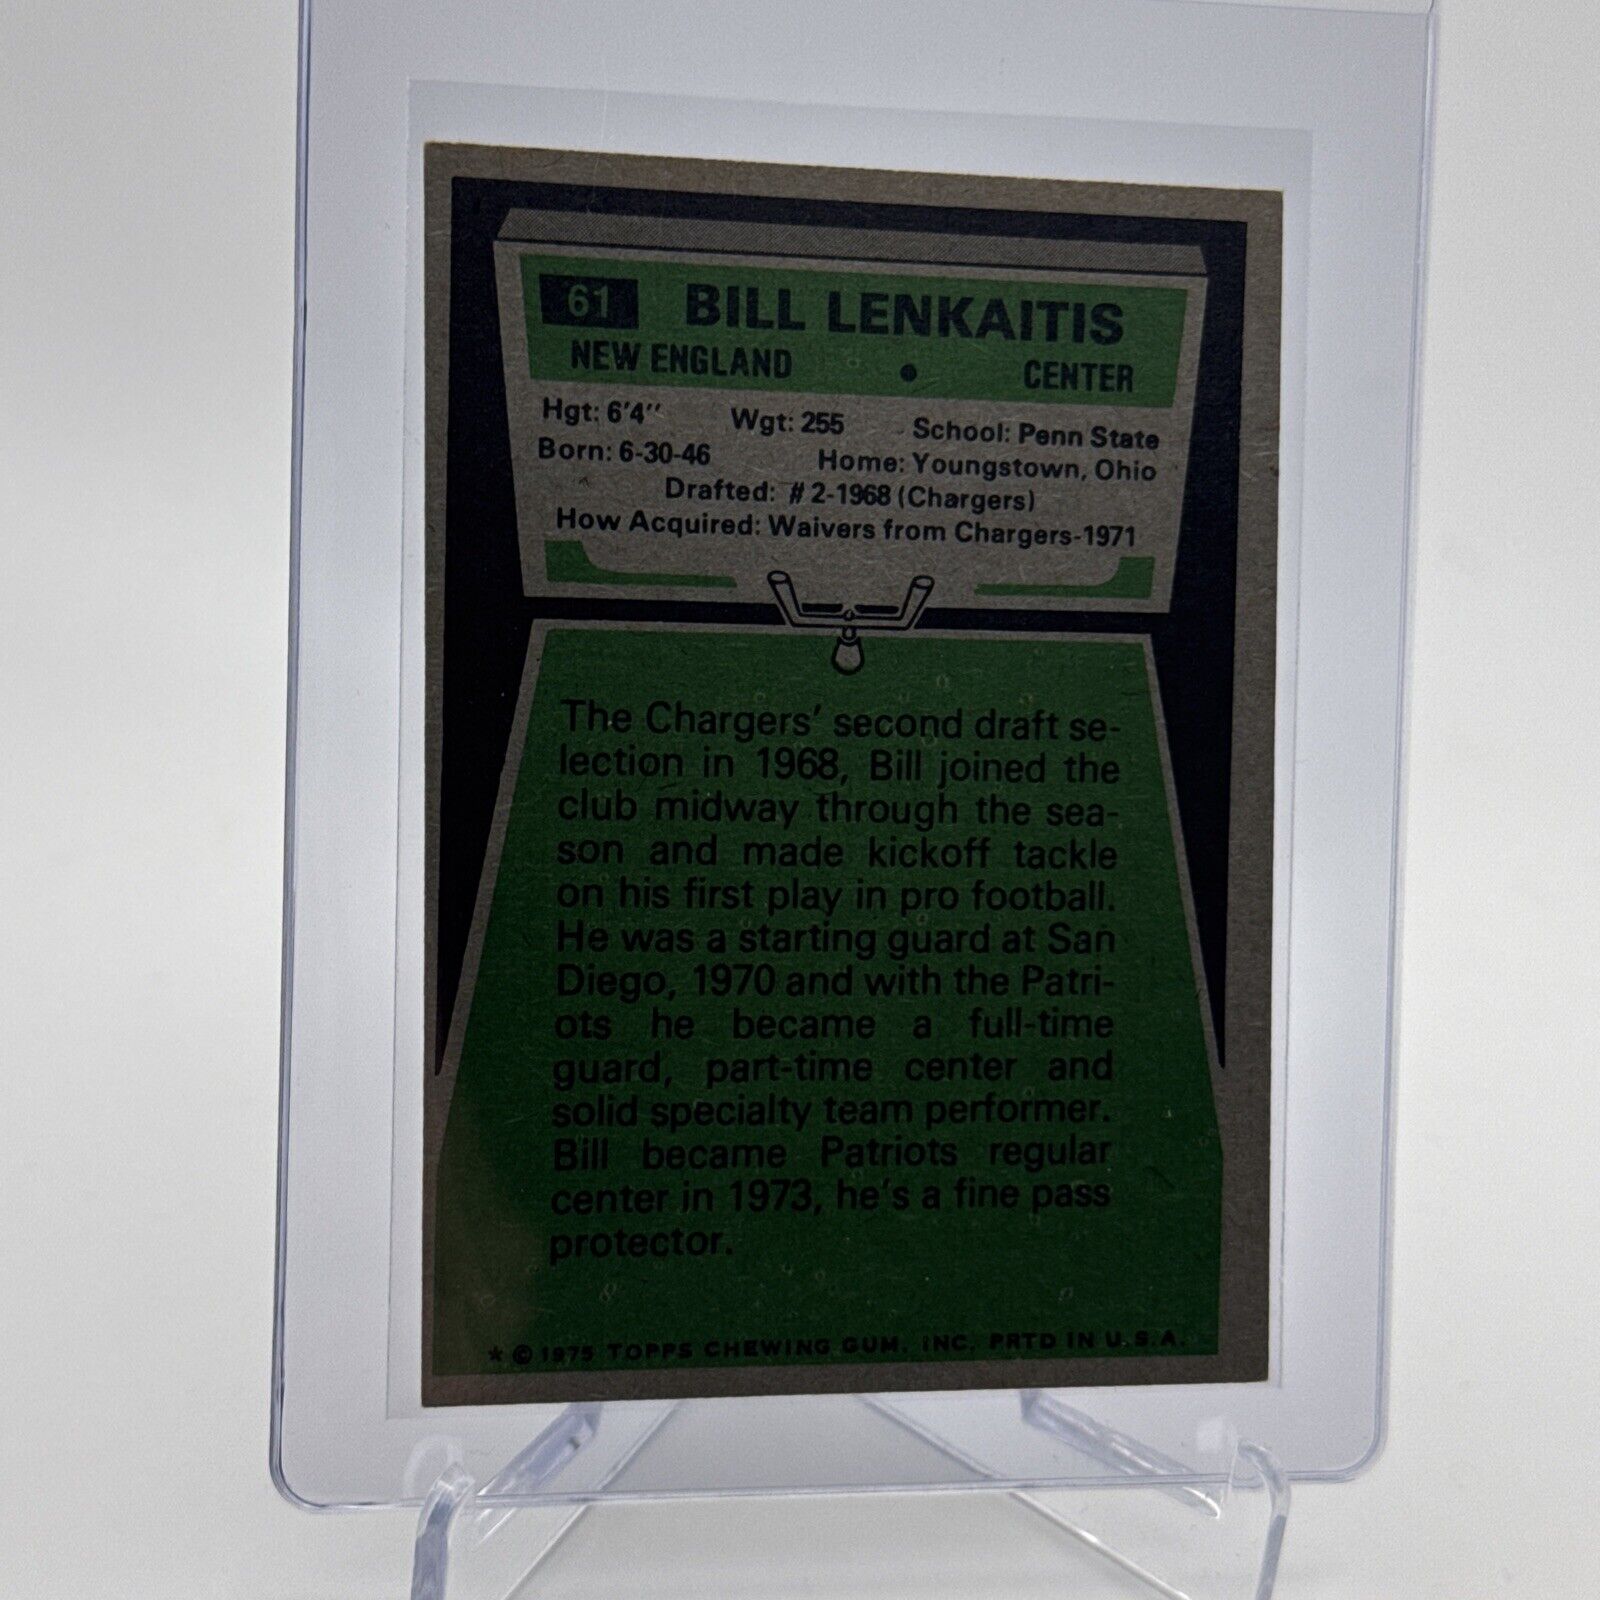 61 BILL LENKAITIS
NEW ENGLAND • CENTER
Hgt: 6'4'' Wgt: 255 School: Penn State
Born: 6-30-46 Home: Youngstown, Ohio
Drafted: #2-1968 (Chargers)
How Acquired: Waivers from Chargers-1971
The Chargers' second draft se-
lection in 1968, Bill joined the
club midway through the sea-
son and made kickoff tackle
on his first play in pro football.
He was a starting guard at San
Diego, 1970 and with the Patri-
ots he became a full-time
guard, part-time center and
solid specialty team performer.
Bill became Patriots regular
center in 1973, he's a fine pass
protector.
* © 1975 TOPPS CHEWING GUM, INC. PRTD IN U.S.A.